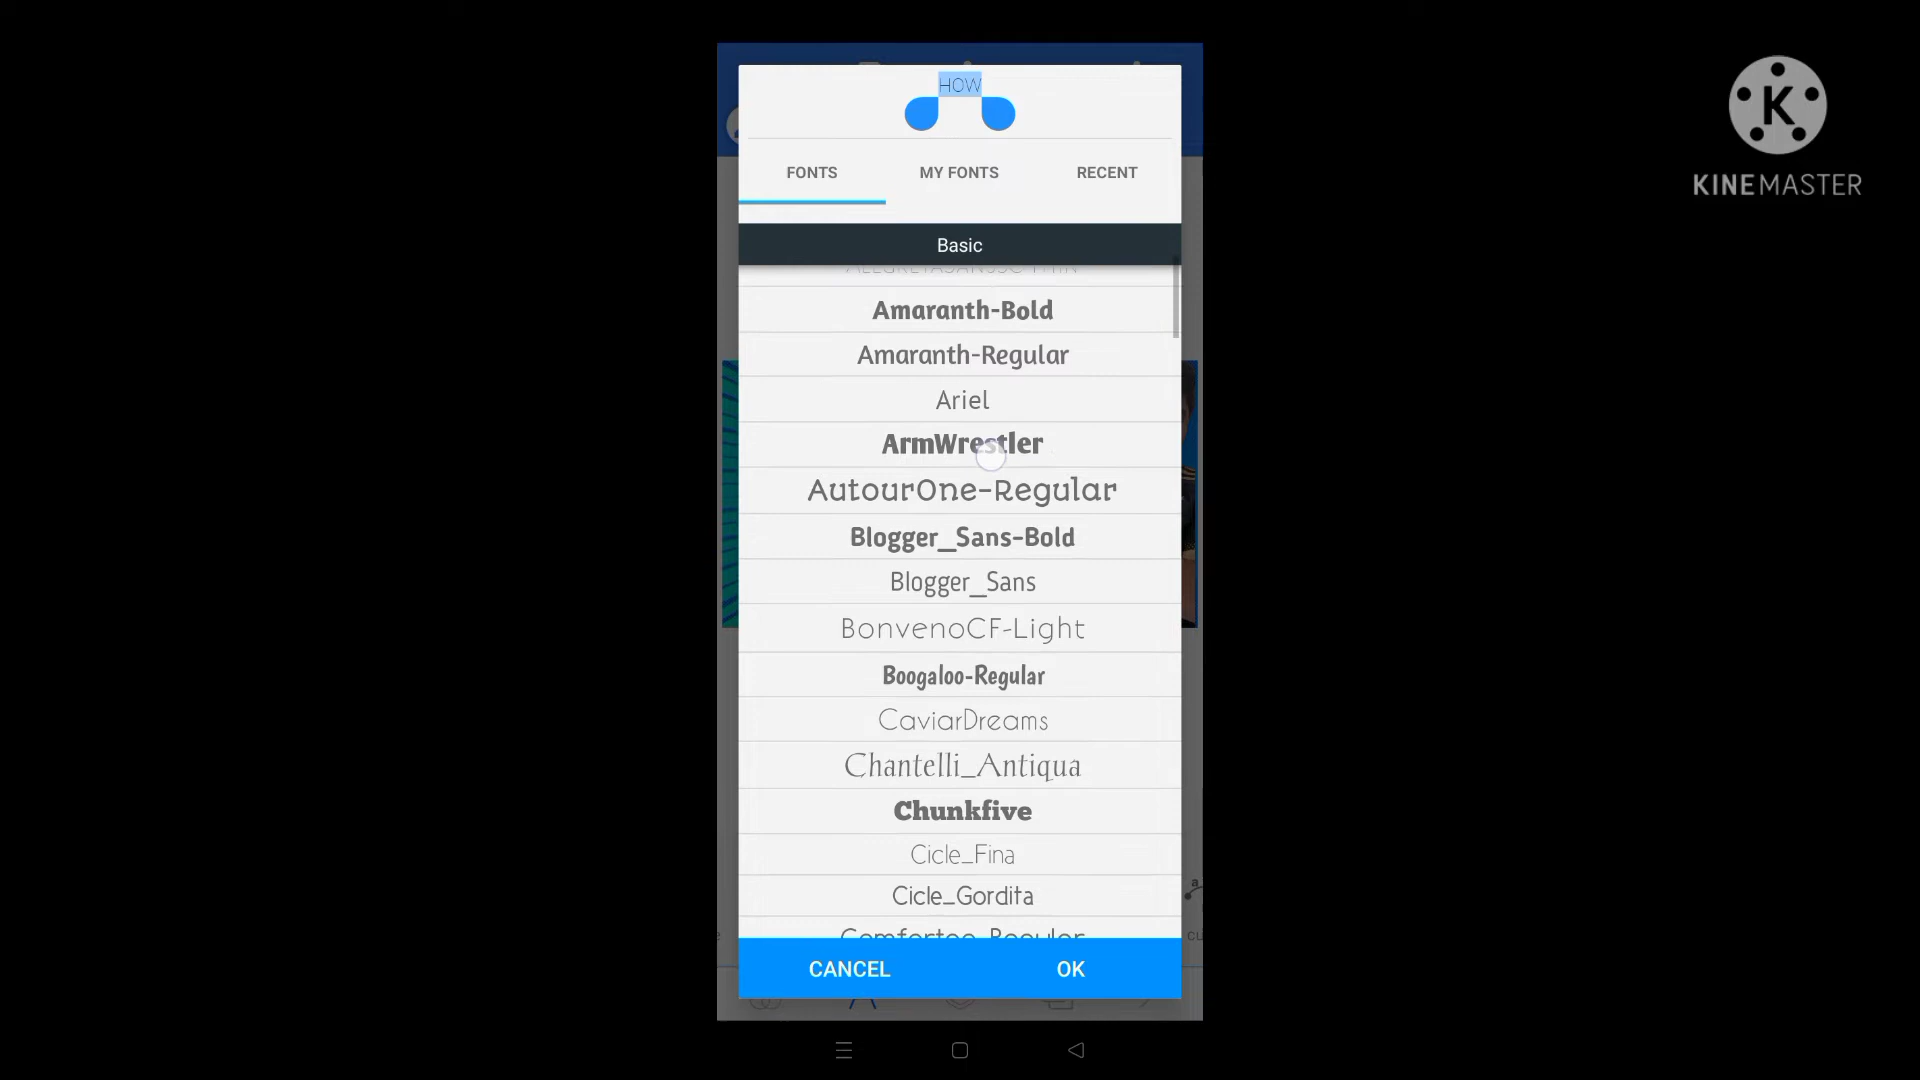 HOW
FONTS MY FONTS RECENT
KINEMASTER
Basic
Amaranth-Bold
Amaranth-Regular
Ariel
ArmWrestler
AutourOne-Regular
Blogger_Sans-Bold
Blogger_Sans
BonvenoCF-Light
Boogaloo-Regular
CaviarDreams
Chantelli_Antiqua
Chunkfive
Cicle_Fina
Cicle_Gordita
CANCEL OK